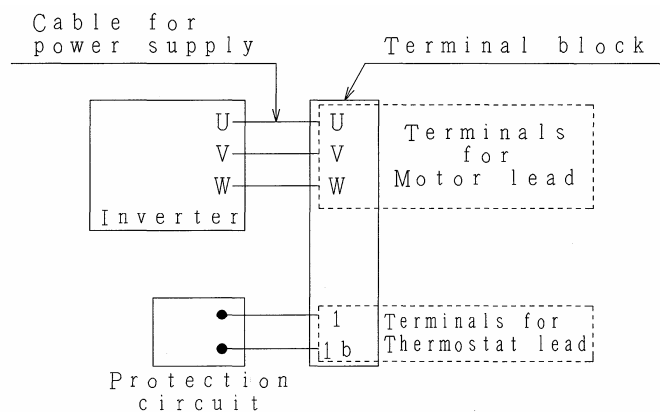 Cable for
power supply
Terminal block
U
V
W
Inverter
U
V
W
Terminals
for
Motor lead
1
1b
Terminals for
Thermostat lead
Protection
circuit